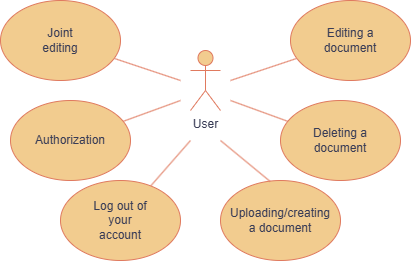 Joint
editing
Editing a
document
User
Authorization
Deleting a
document
Log out of
your
account
Uploading/creating
a document